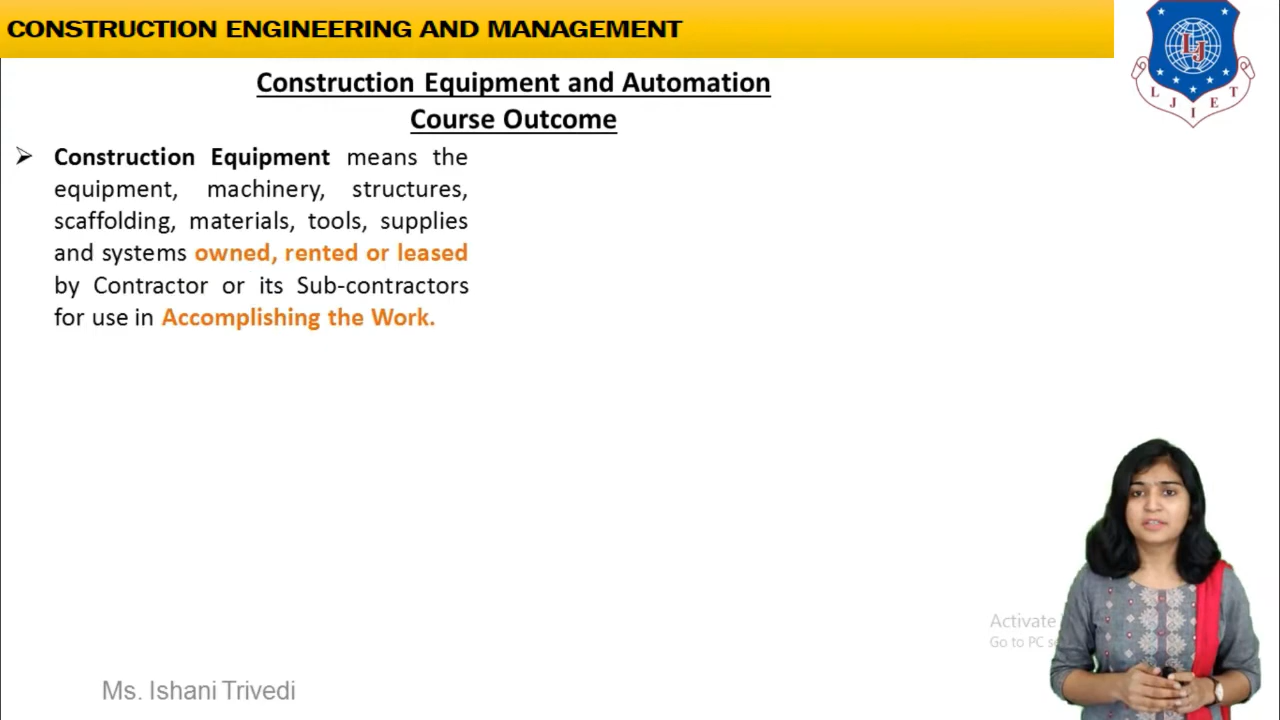 CONSTRUCTION ENGINEERING AND MANAGEMENT
LJ
L J I E T
Construction Equipment and Automation
Course Outcome
➢ Construction Equipment means the
equipment, machinery, structures,
scaffolding, materials, tools, supplies
and systems owned, rented or leased
by Contractor or its Sub-contractors
for use in Accomplishing the Work.
Activate
Go to PC
Ms. Ishani Trivedi